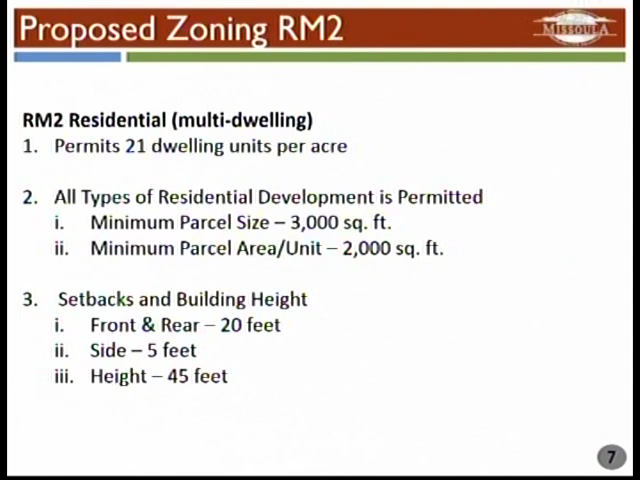 Proposed Zoning RM2
MISSOULA
RM2 Residential (multi-dwelling)
1. Permits 21 dwelling units per acre
2. All Types of Residential Development is Permitted
i. Minimum Parcel Size – 3,000 sq. ft.
ii. Minimum Parcel Area/Unit – 2,000 sq. ft.
3. Setbacks and Building Height
i. Front & Rear – 20 feet
ii. Side – 5 feet
iii. Height – 45 feet
7